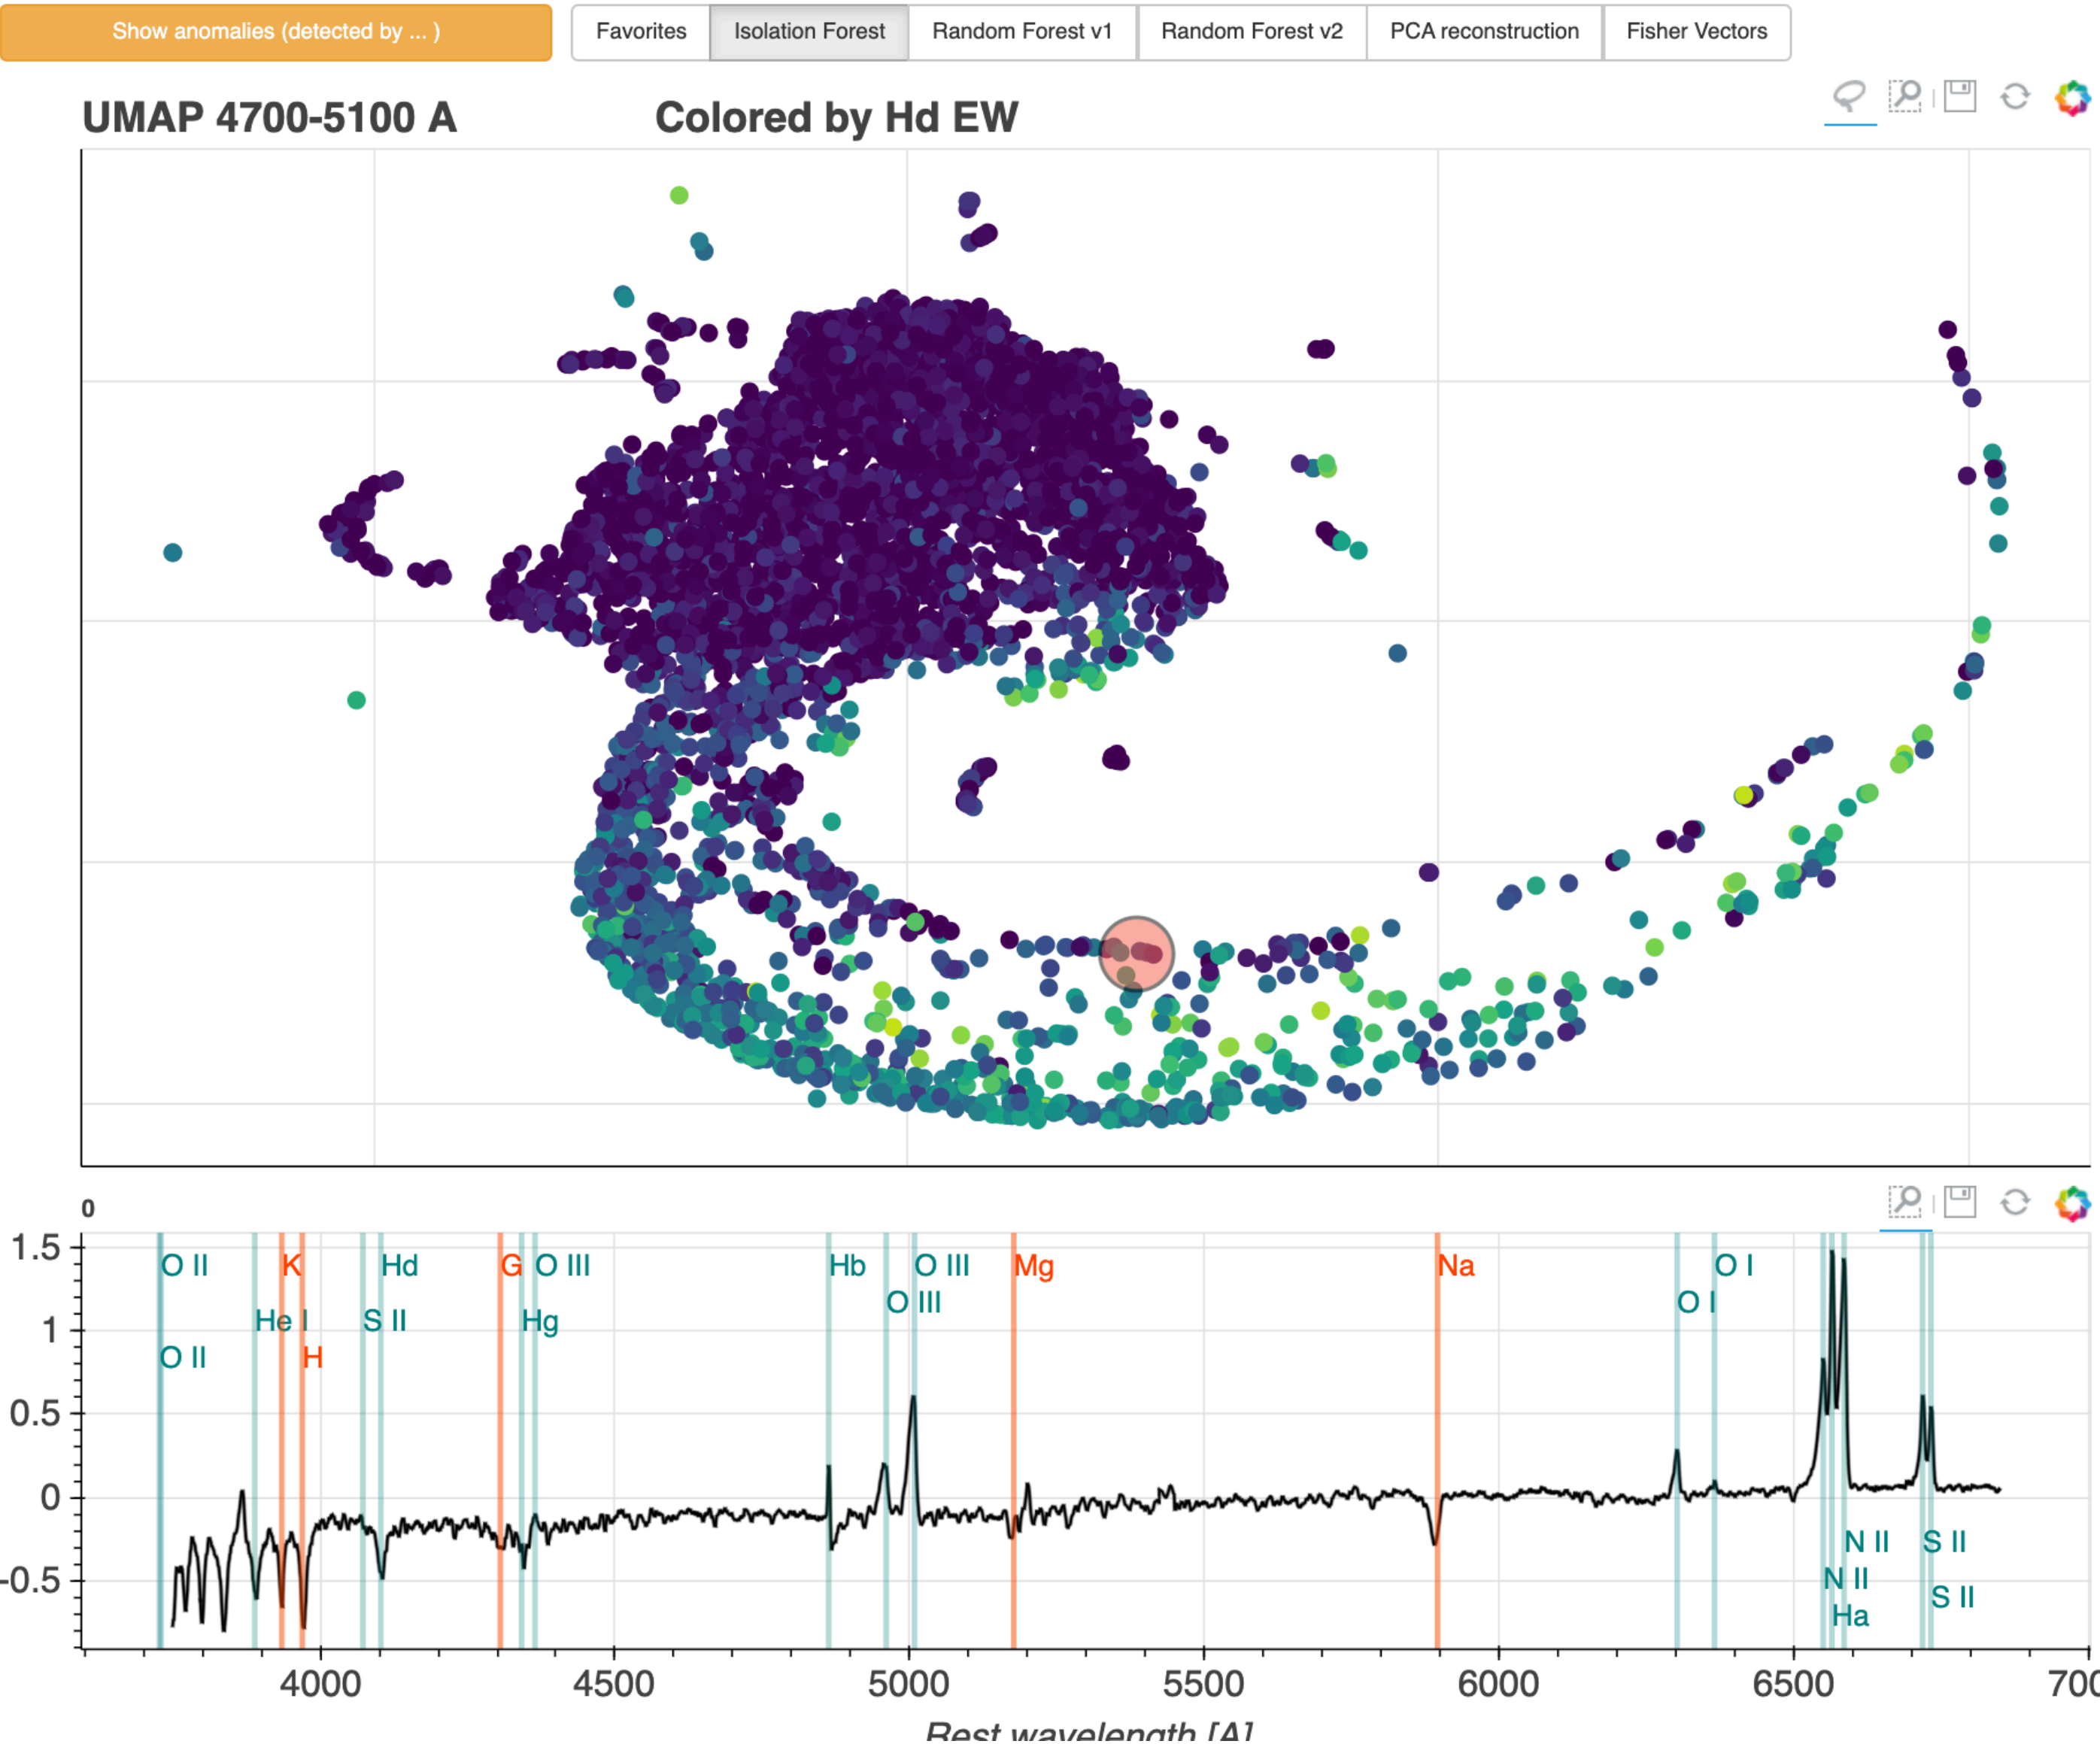 Show anomalies (detected by ... )
Favorites Isolation Forest Random Forest v1 Random Forest v2 PCA reconstruction Fisher Vectors
UMAP 4700-5100 A Colored by Hd EW
0
1.5
1
0.5
0
-0.5
O II K Hd G O III Hb O III Mg Na O I
O III O I
He I S II Hg
O II H
N II S II
N II S II
Ha
4000 4500 5000 5500 6000 6500
Rest wavelength [A]